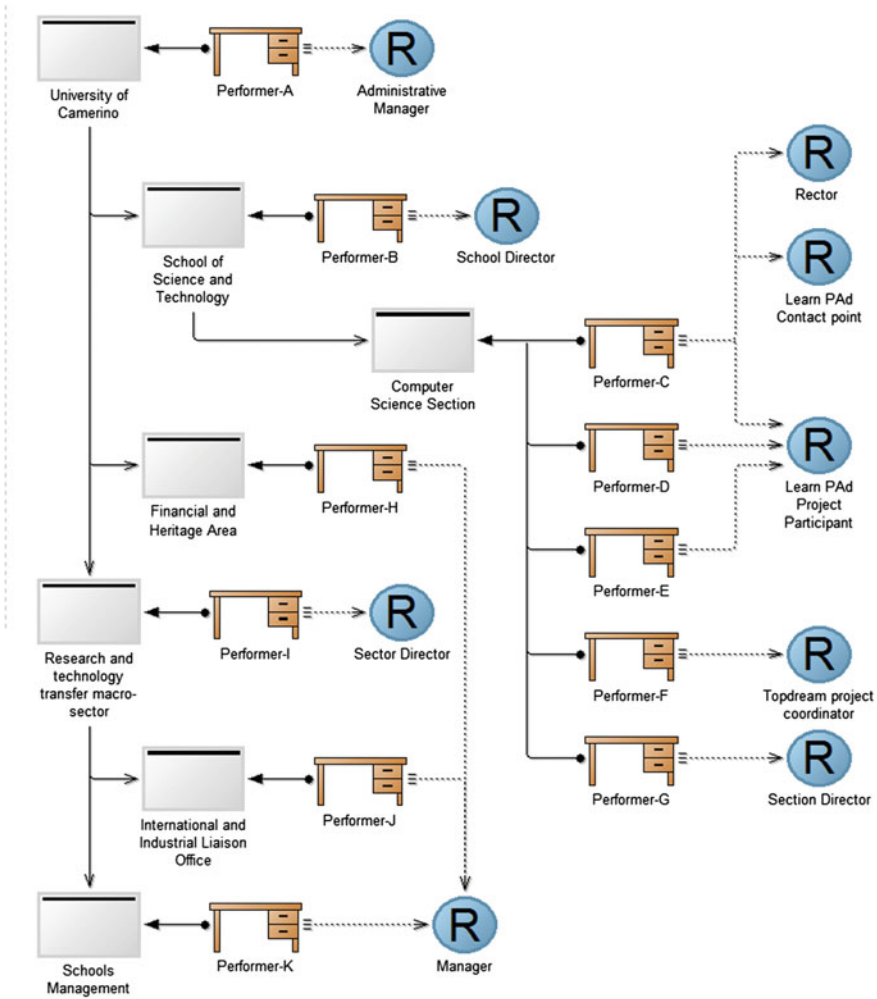 R
Performer-A
Administrative
Manager
University of
Camerino
R
Rector
R
School of
Science and
Technology
Performer-B
School Director
R
Learn PAd
Contact point
Computer
Science Section
Performer-C
R
Learn PAd
Project
Participant
Performer-D
Financial and
Heritage Area
Performer-H
Performer-E
Research and
technology
transfer macro-
sector
Performer-I
R
Sector Director
Performer-F
R
Topdream project
coordinator
International and
Industrial Liaison
Office
Performer-J
Performer-G
R
Section Director
Schools
Management
Performer-K
R
Manager